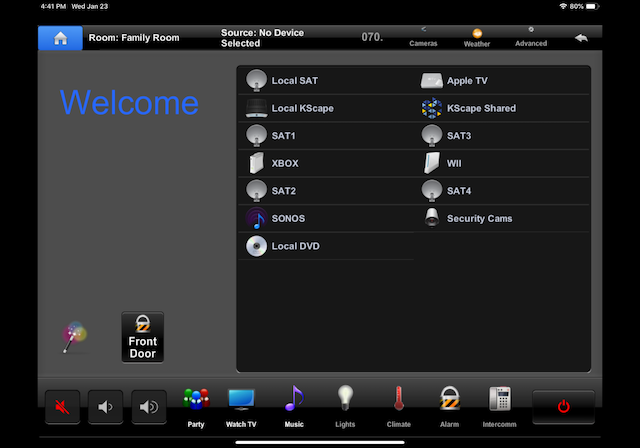 4:41 PM Wed Jan 23
80%
Room: Family Room
Source: No Device
Selected
070.
Cameras
Weather
Advanced
Welcome
Local SAT
Apple TV
Local KScape
KScape Shared
SAT1
SAT3
XBOX
WII
SAT2
SAT4
SONOS
Security Cams
Local DVD
Front
Door
Party
Watch TV
Music
Lights
Climate
Alarm
Intercomm